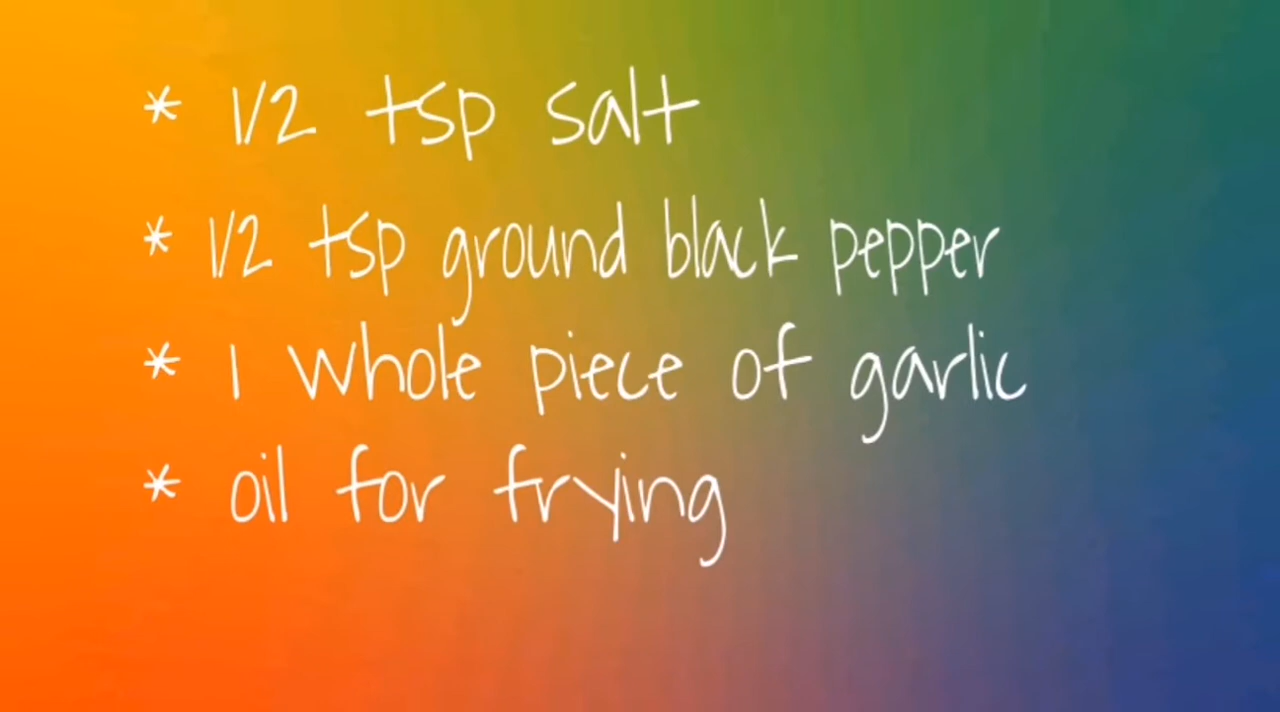 * 1/2 tsp salt
* 1/2 tsp ground black pepper
* 1 whole piece of garlic
* oil for frying